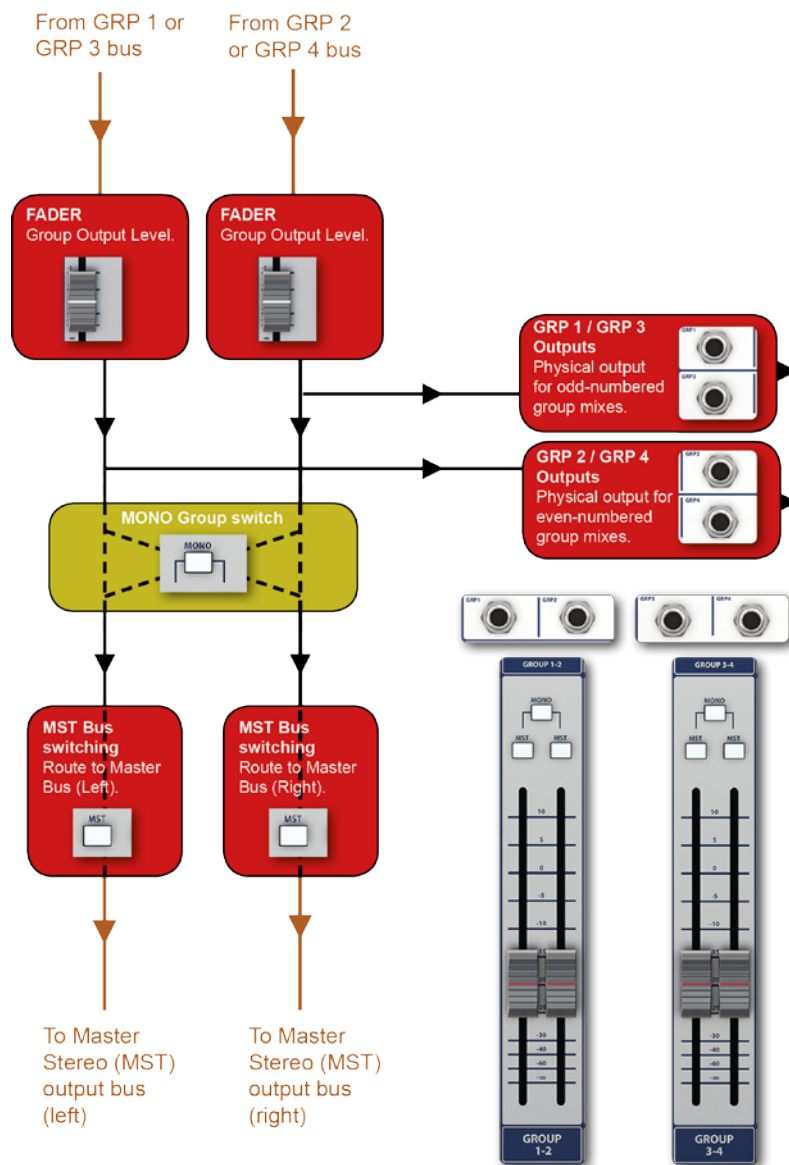 From GRP 1 or
GRP 3 bus
From GRP 2
or GRP 4 bus
FADER
Group Output Level.
FADER
Group Output Level.
GRP 1 / GRP 3
Outputs
Physical output
for odd-numbered
group mixes.
GRP1
GRP3
GRP 2 / GRP 4
Outputs
Physical output for
even-numbered
group mixes.
GRP2
GRP4
MONO Group switch
MONO
GRP1
GRP2
GRP3
GRP4
MST Bus
switching
Route to Master
Bus (Left).
MST
MST Bus
switching
Route to Master
Bus (Right).
MST
To Master
Stereo (MST)
output bus
(left)
To Master
Stereo (MST)
output bus
(right)
GROUP 1-2
MONO
MST
MST
10
5
0
-5
-10
-30
-40
-60
-∞
GROUP
1-2
GROUP 3-4
MONO
MST
MST
10
5
0
-5
-10
-30
-40
-60
-∞
GROUP
3-4